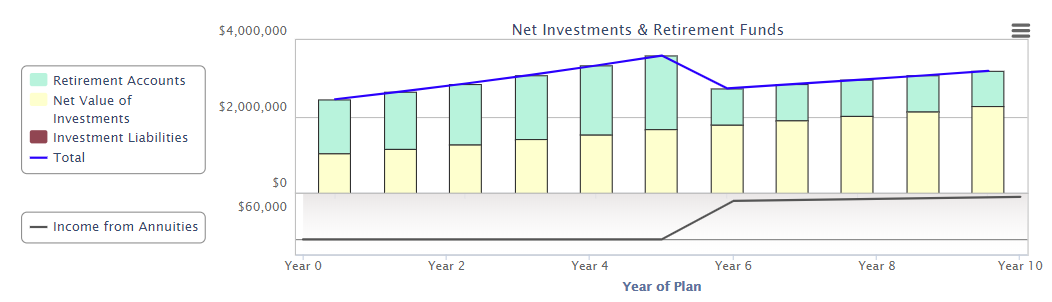 Net Investments & Retirement Funds
$4,000,000
$2,000,000
$0
$60,000
Retirement Accounts
Net Value of
Investments
Investment Liabilities
Total
Income from Annuities
Year 0
Year 2
Year 4
Year 6
Year 8
Year 10
Year of Plan